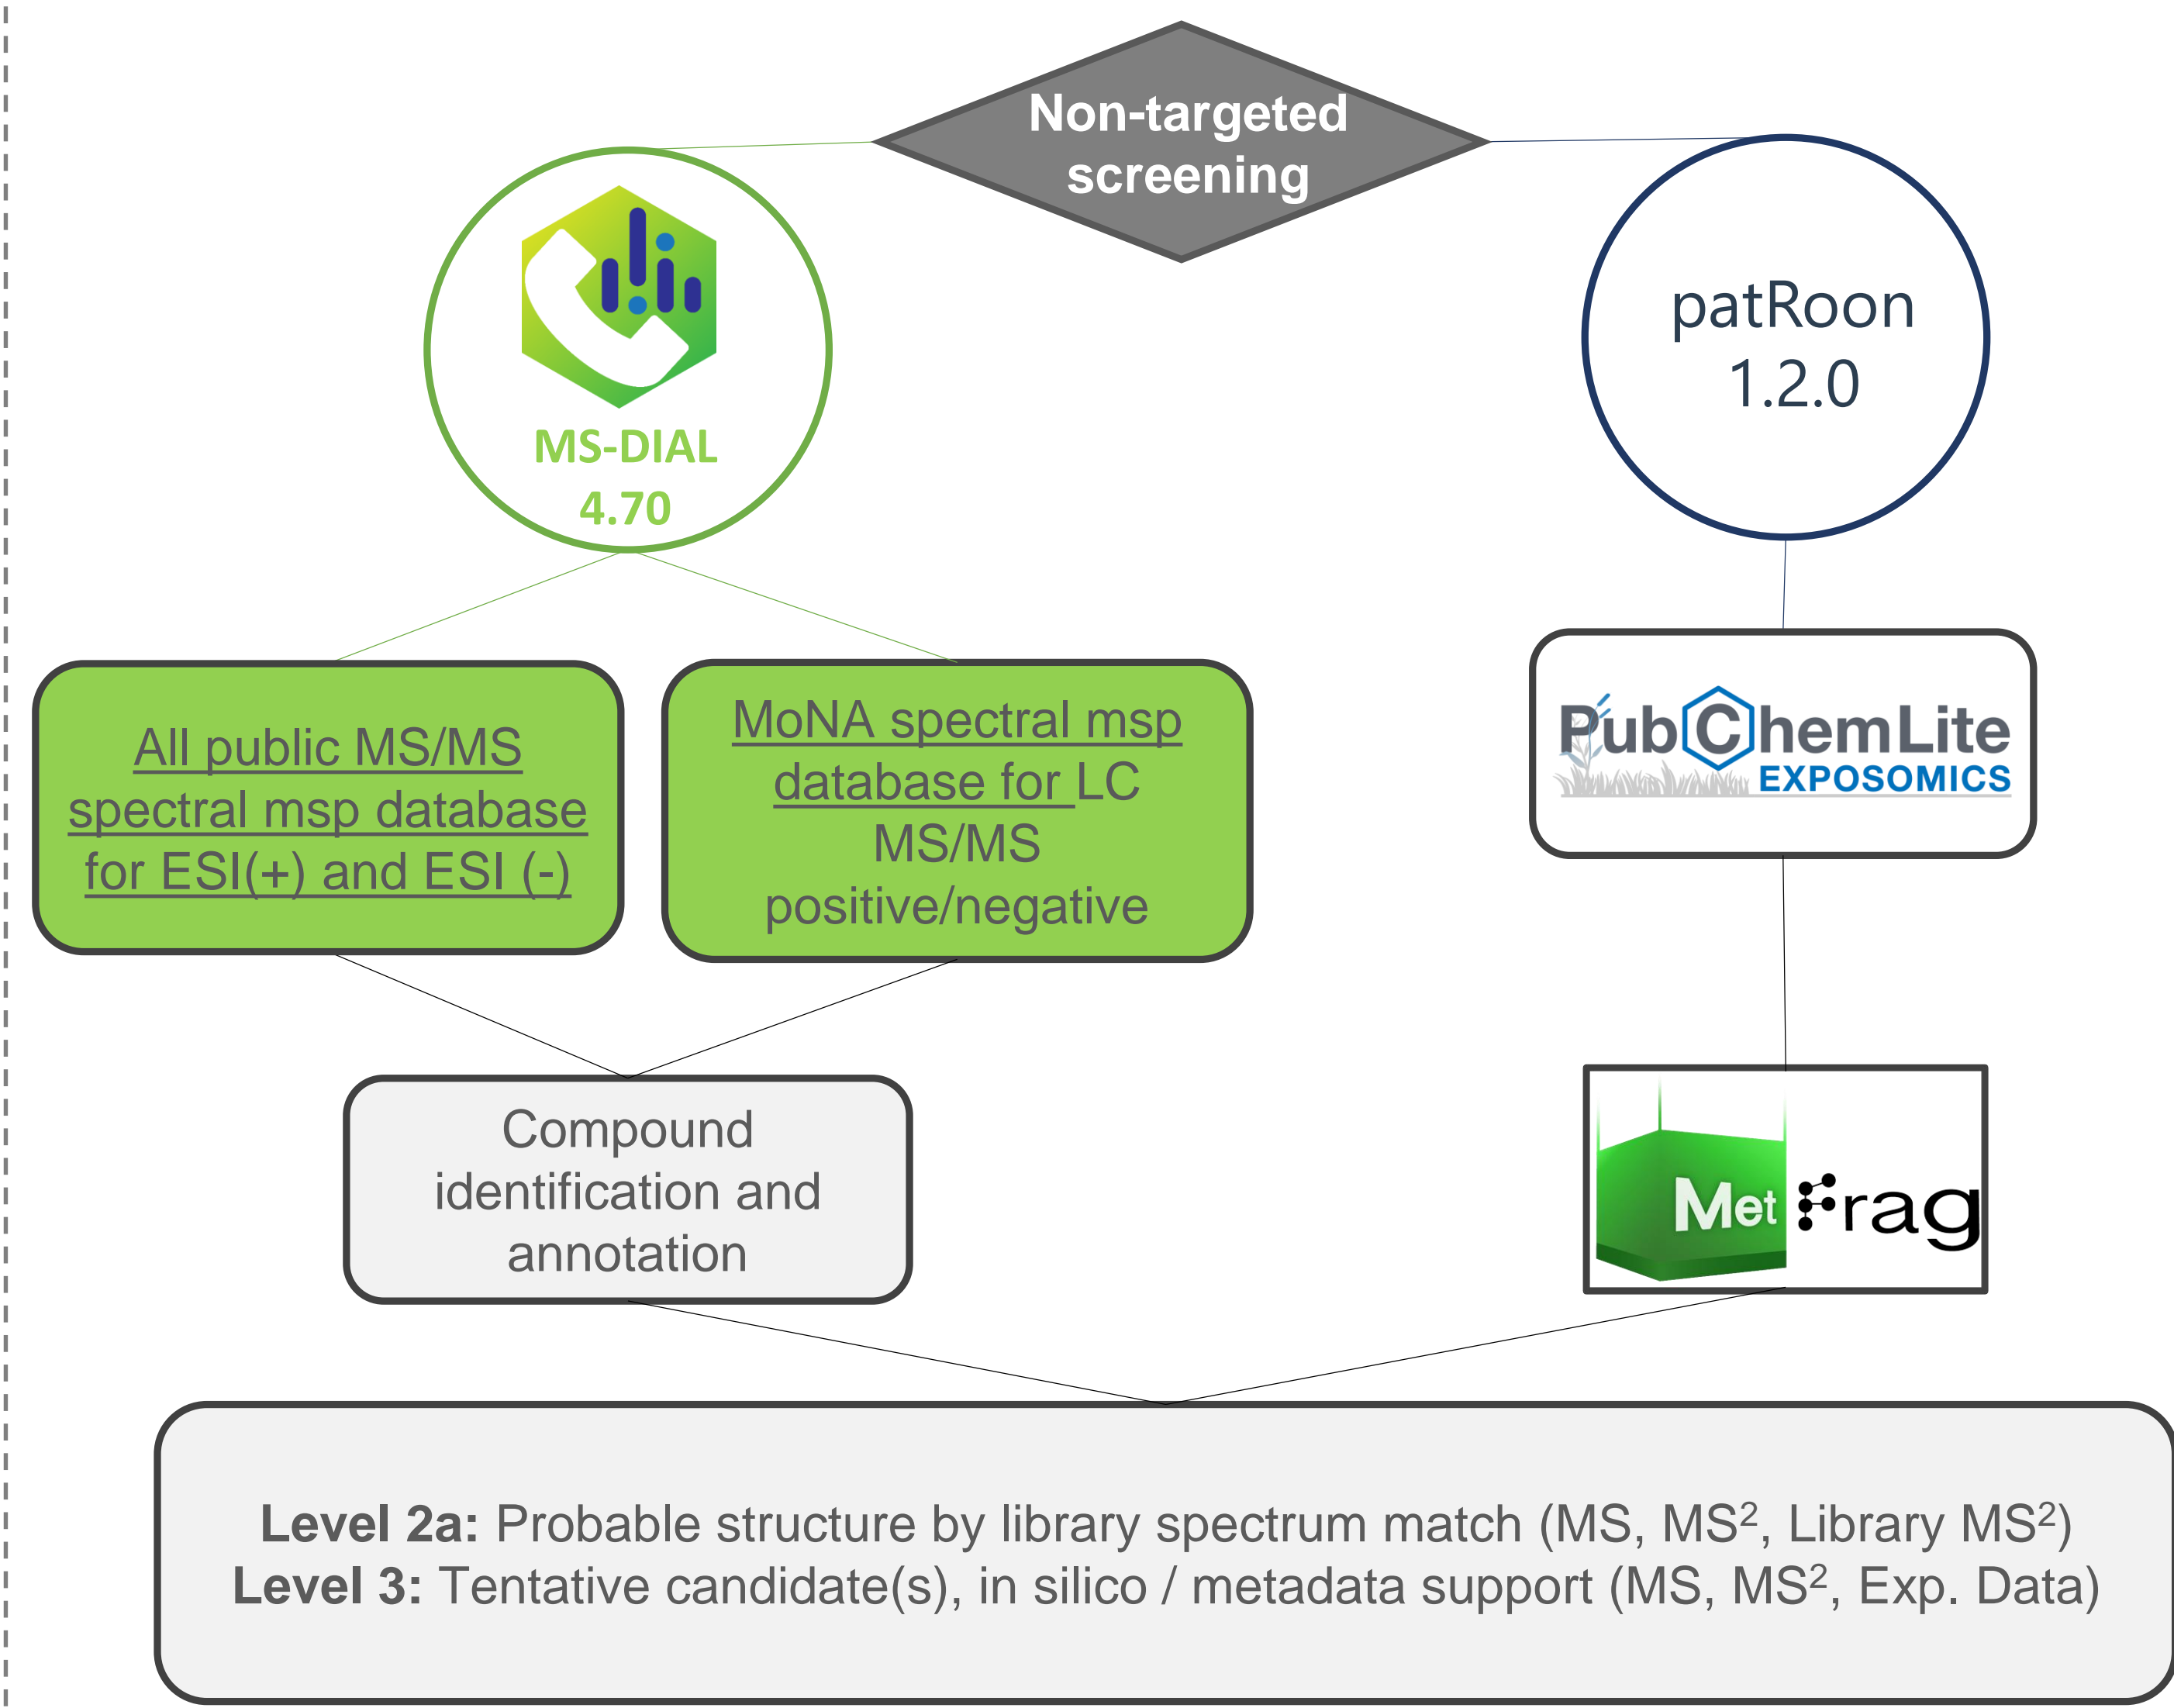 Non-targeted
screening
MS-DIAL
4.70
patRoon
1.2.0
All public MS/MS
spectral msp database
for ESI(+) and ESI (-)
MoNA spectral msp
database for LC
MS/MS
positive/negative
PubChemLite
EXPOSOMICS
Compound
identification and
annotation
MetFrag
Level 2a: Probable structure by library spectrum match (MS, MS², Library MS²)
Level 3: Tentative candidate(s), in silico / metadata support (MS, MS², Exp. Data)